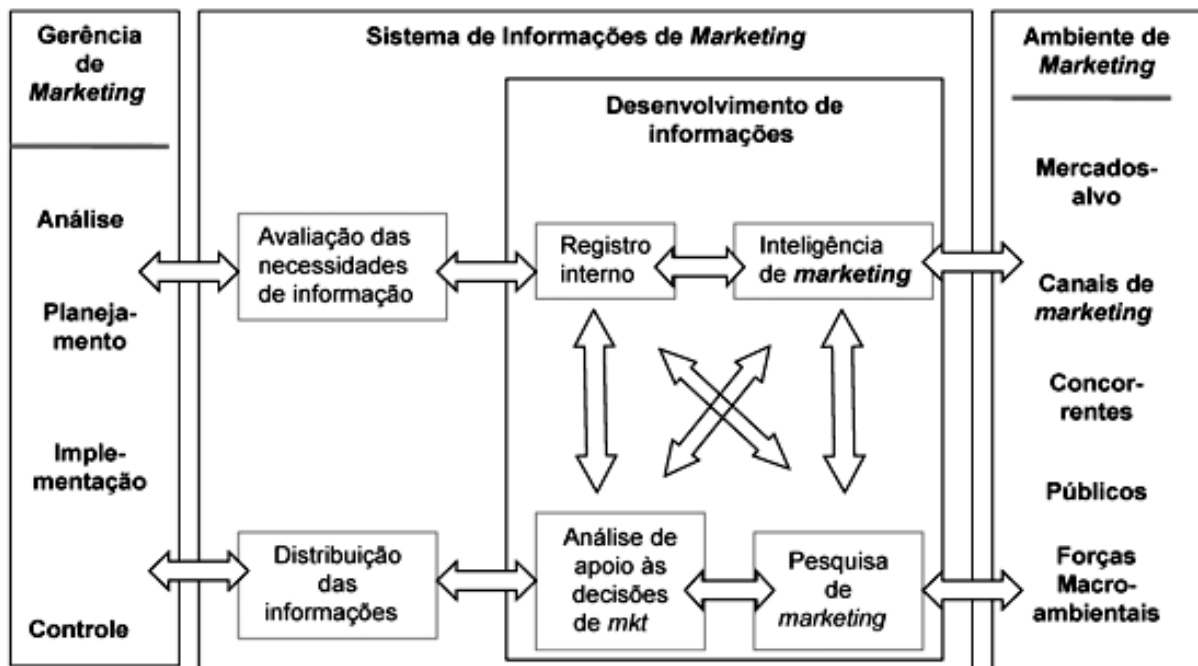 Gerência
de
Marketing
Análise
Planeja-
mento
Imple-
mentação
Controle
Sistema de Informações de Marketing
Avaliação das
necessidades
de informação
Distribuição
das
informações
Desenvolvimento de
informações
Registro
interno
Inteligência
de marketing
Análise de
apoio às
decisões
de mkt
Pesquisa
de
marketing
Ambiente de
Marketing
Mercados-
alvo
Canais de
marketing
Concor-
rentes
Públicos
Forças
Macro-
ambientais